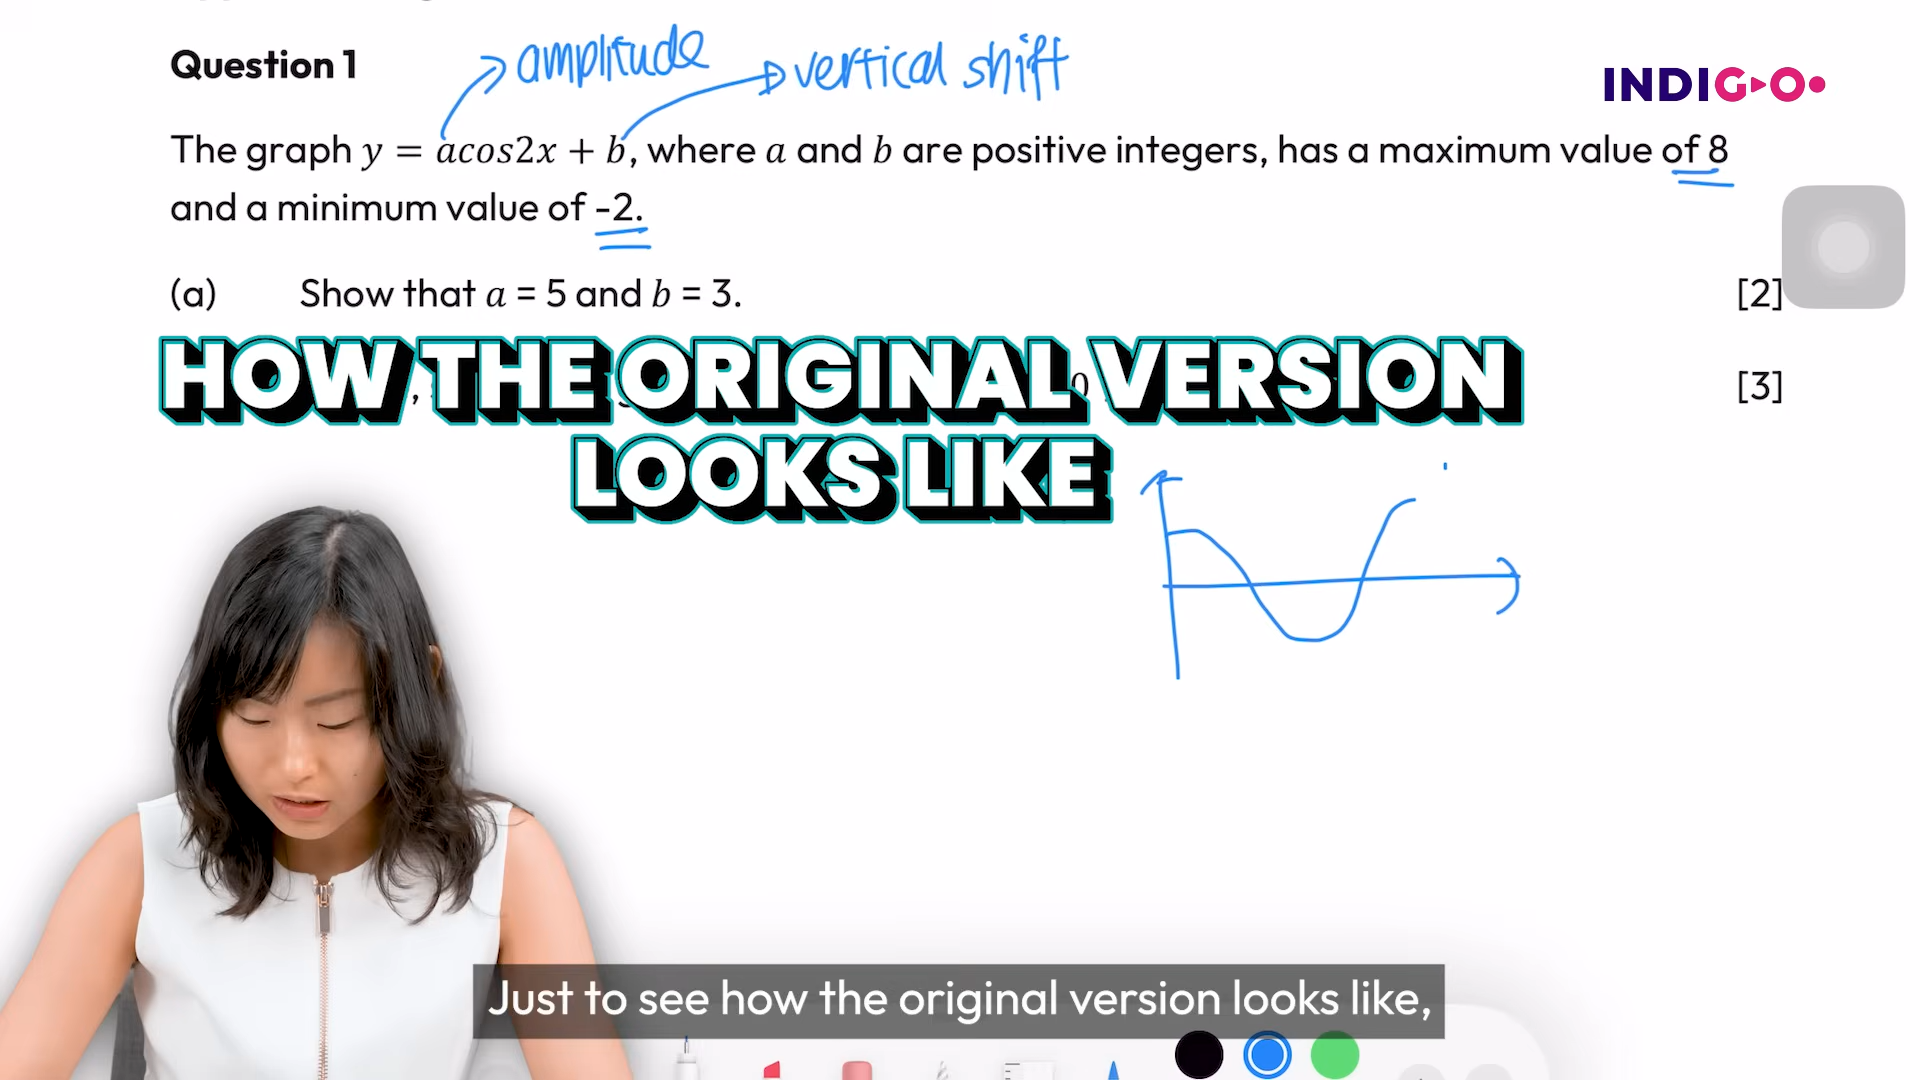 Question 1
amplitude
vertical shift
INDIGO
The graph y = acos2x + b, where a and b are positive integers, has a maximum value of 8
and a minimum value of -2.
(a) Show that a = 5 and b = 3. [2]
HOW THE ORIGINAL VERSION
[3]
LOOKS LIKE
Just to see how the original version looks like,